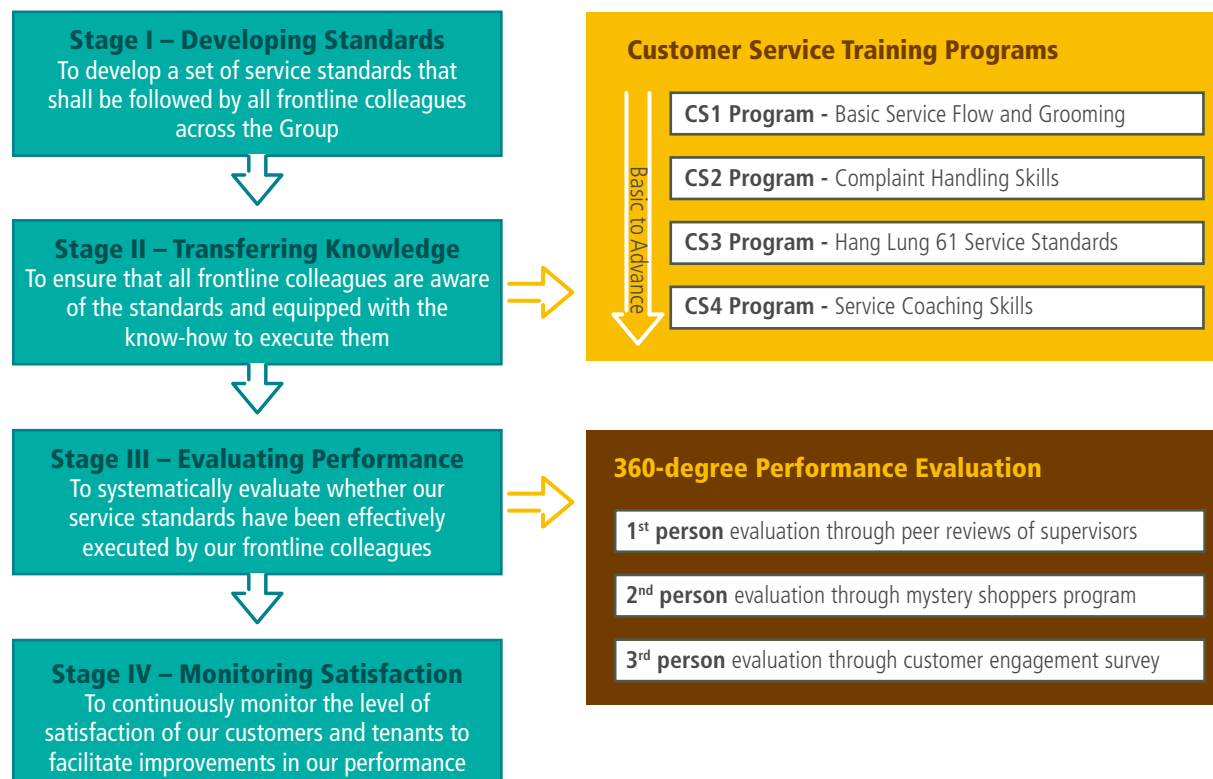 Stage I – Developing Standards
To develop a set of service standards that
shall be followed by all frontline colleagues
across the Group
Stage II – Transferring Knowledge
To ensure that all frontline colleagues are aware
of the standards and equipped with the
know-how to execute them
Stage III – Evaluating Performance
To systematically evaluate whether our
service standards have been effectively
executed by our frontline colleagues
Stage IV – Monitoring Satisfaction
To continuously monitor the level of
satisfaction of our customers and tenants to
facilitate improvements in our performance
Customer Service Training Programs
Basic to Advance
CS1 Program - Basic Service Flow and Grooming
CS2 Program - Complaint Handling Skills
CS3 Program - Hang Lung 61 Service Standards
CS4 Program - Service Coaching Skills
360-degree Performance Evaluation
1st person evaluation through peer reviews of supervisors
2nd person evaluation through mystery shoppers program
3rd person evaluation through customer engagement survey